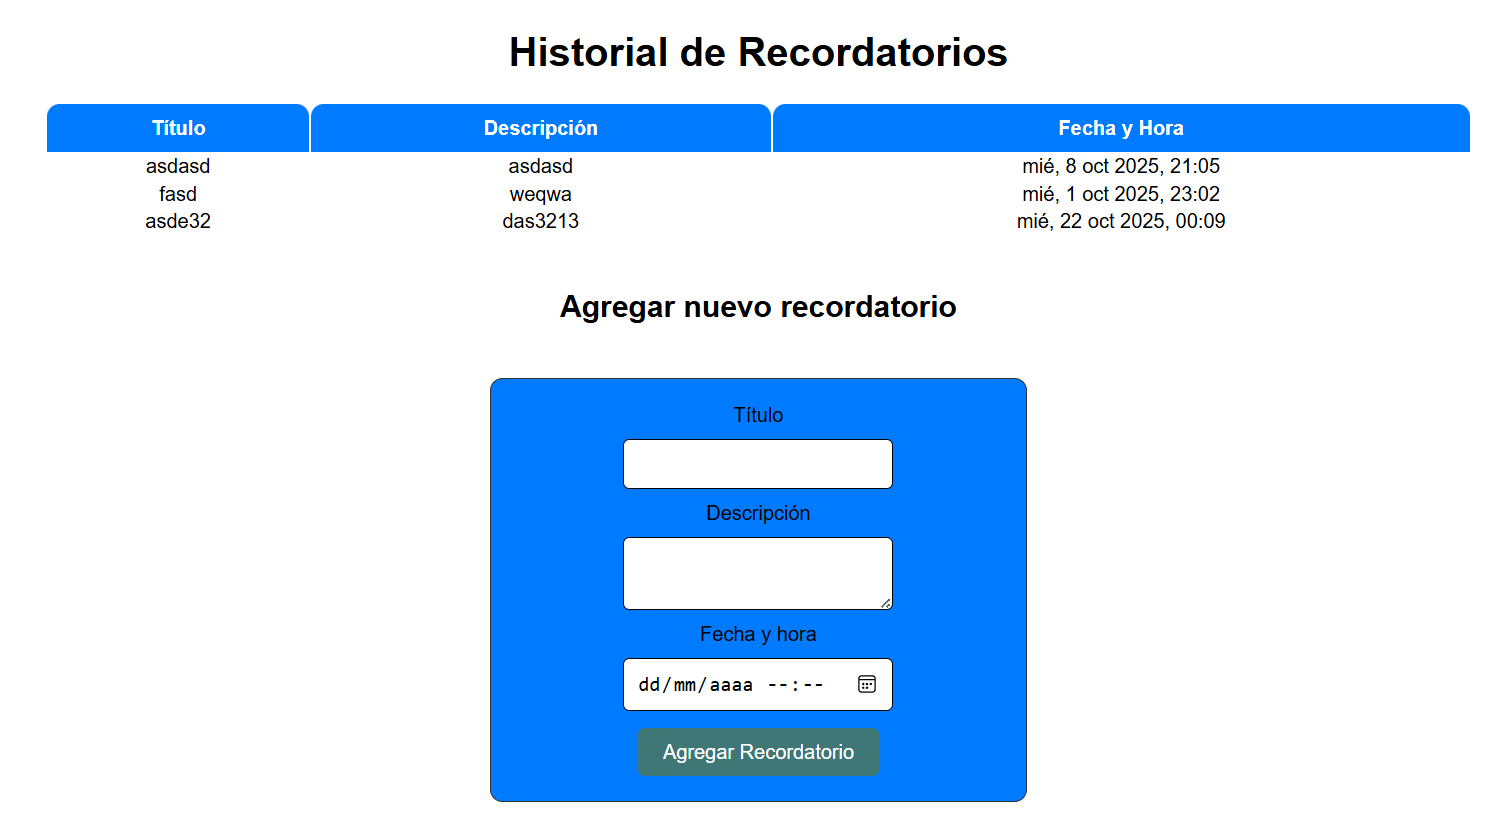 Historial de Recordatorios
Título Descripción Fecha y Hora
asdasd asdasd mié, 8 oct 2025, 21:05
fasd weqwa mié, 1 oct 2025, 23:02
asde32 das3213 mié, 22 oct 2025, 00:09
Agregar nuevo recordatorio
Título
Descripción
Fecha y hora
dd/mm/aaaa --:--
Agregar Recordatorio